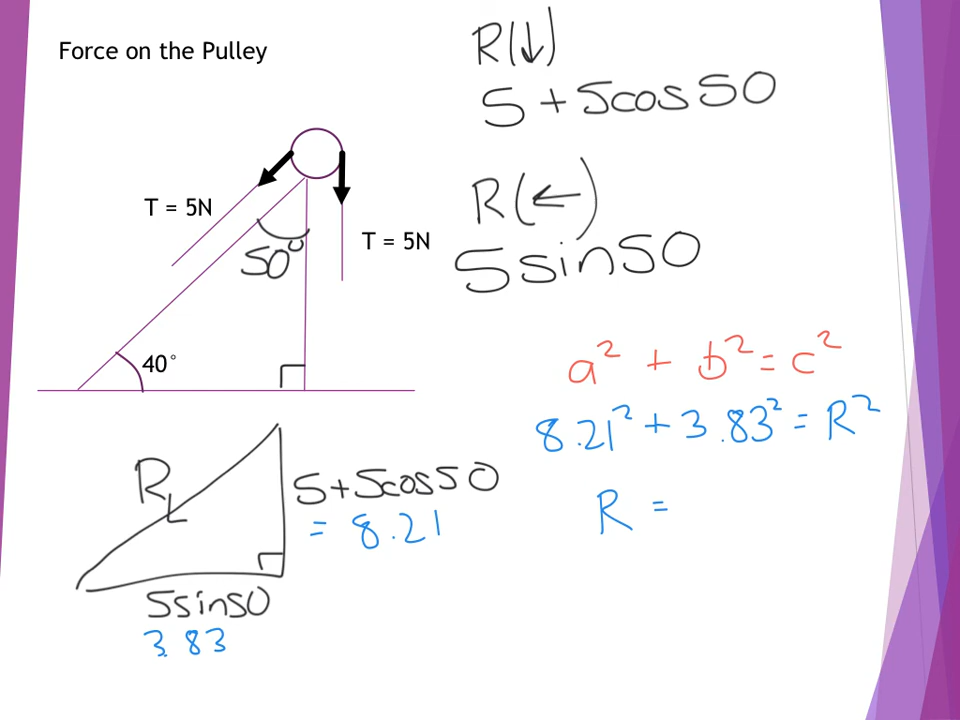 Force on the Pulley
R(↓)
5 + 5cos50
T = 5N
R(←)
T = 5N
50°
5sin50
40°
a² + b² = c²
8.21² + 3.83² = R²
R
5+5cos50
= 8.21
R =
5sin50
3.83